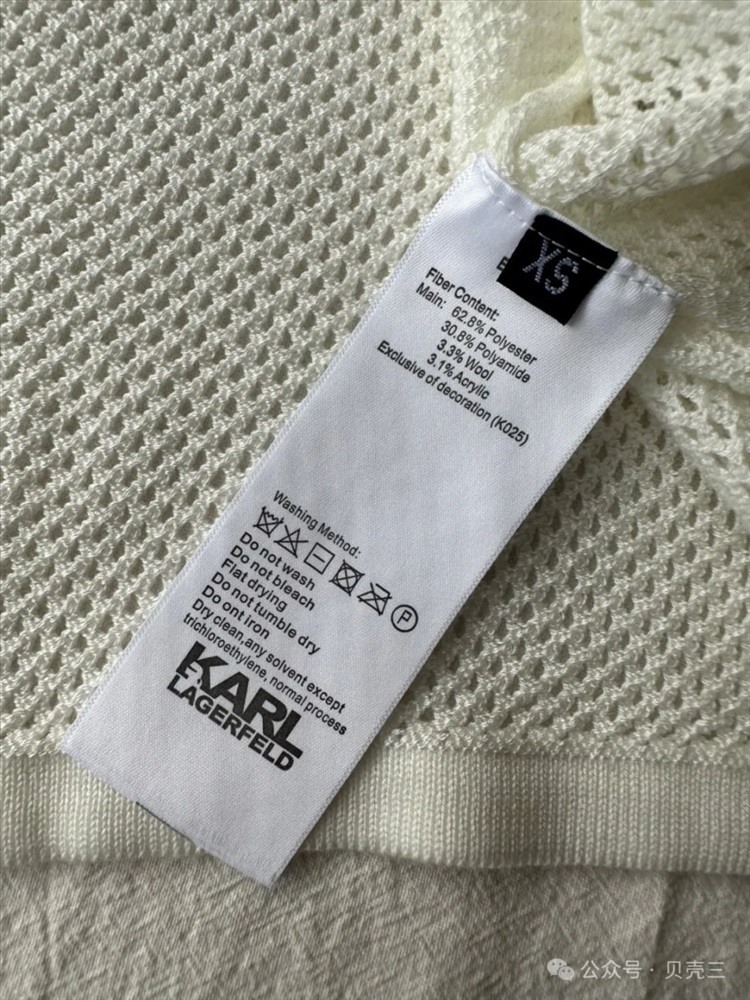 XS
Fiber Content:
Main: 62.8% Polyester
30.8% Polyamide
3.3% Wool
3.1% Acrylic
Exclusive of decoration (K025)
Washing Method:
P
Do not wash
Do not bleach
Flat drying
Do not tumble dry
Do ont iron
Dry clean,any solvent except
trichloroethylene, normal process
KARL
LAGERFELD
公众号 · 贝壳三